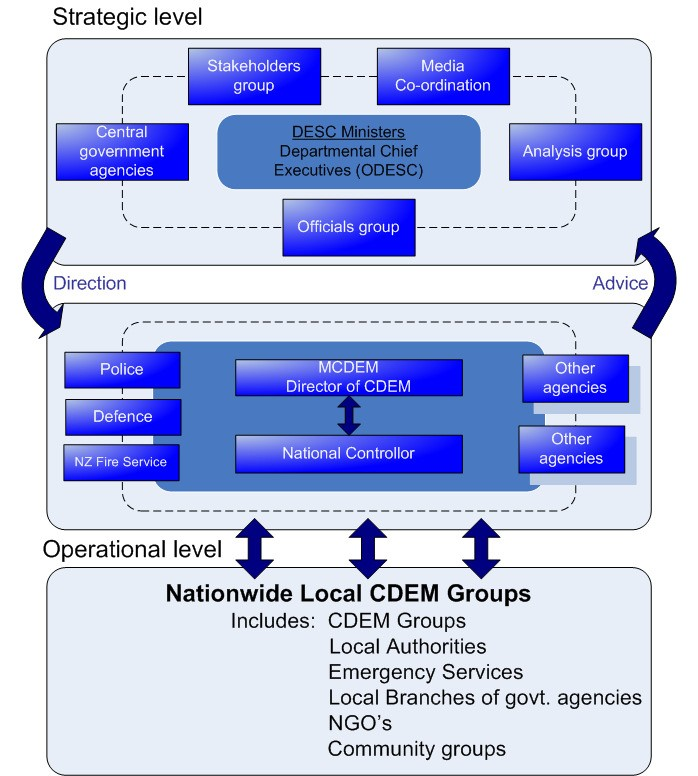 Strategic level
Stakeholders
group
Media
Co-ordination
Central
government
agencies
DESC Ministers
Departmental Chief
Executives (ODESC)
Analysis group
Officials group
Direction
Advice
Police
Defence
NZ Fire Service
MCDEM
Director of CDEM
National Controllor
Other
agencies
Other
agencies
Operational level
Nationwide Local CDEM Groups
Includes: CDEM Groups
Local Authorities
Emergency Services
Local Branches of govt. agencies
NGO's
Community groups